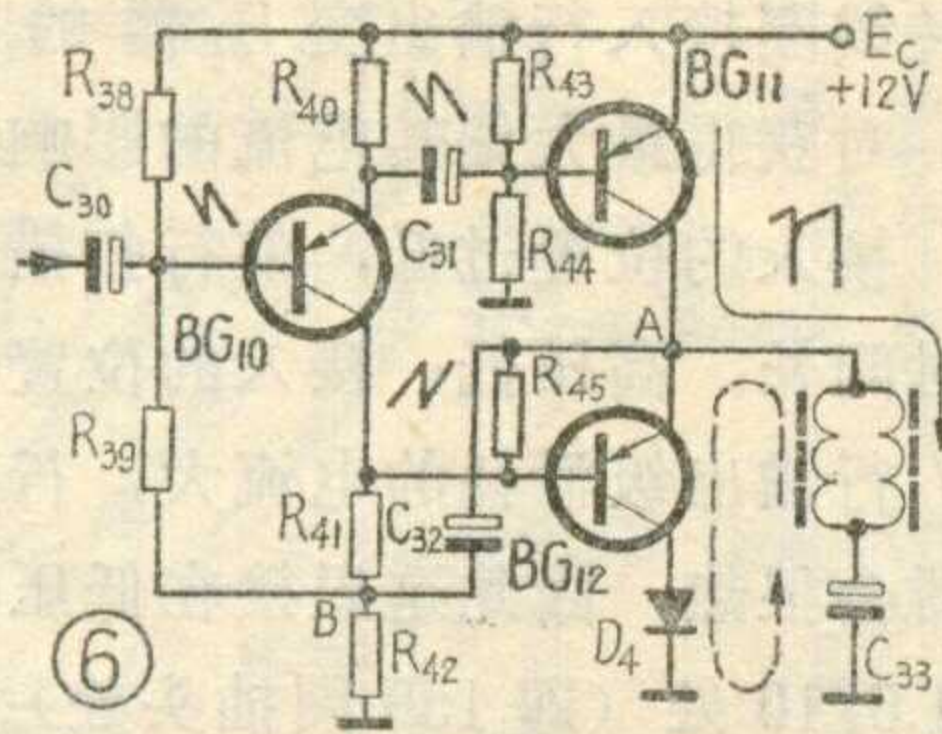 R38
R40
R43
BG11
EC
+12V
C30
C31
R44
BG10
A
R45
R39
R41
C32
BG12
B
R42
D4
C33
⑥